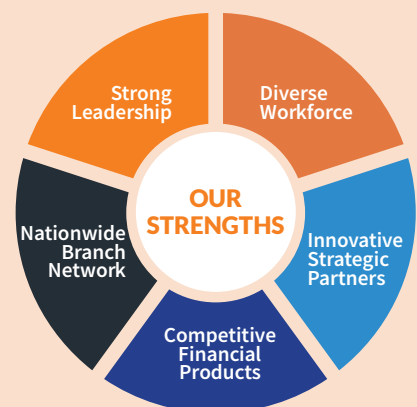 Strong
Leadership
Diverse
Workforce
OUR
STRENGTHS
Nationwide
Branch
Network
Innovative
Strategic
Partners
Competitive
Financial
Products